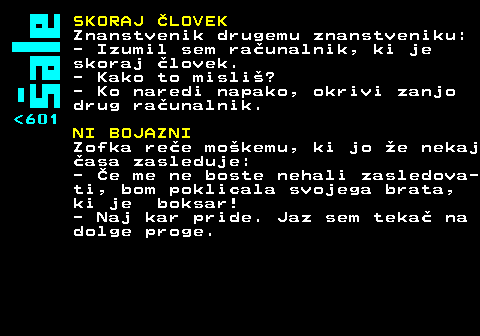 šale
<601
SKORAJ ČLOVEK
Znanstvenik drugemu znanstveniku:
- Izumil sem računalnik, ki je
skoraj človek.
- Kako to misliš?
- Ko naredi napako, okrivi zanjo
drug računalnik.
NI BOJAZNI
Zofka reče moškemu, ki jo že nekaj
časa zasleduje:
- Če me ne boste nehali zasledova-
ti, bom poklicala svojega brata,
ki je  boksar!
- Naj kar pride. Jaz sem tekač na
dolge proge.